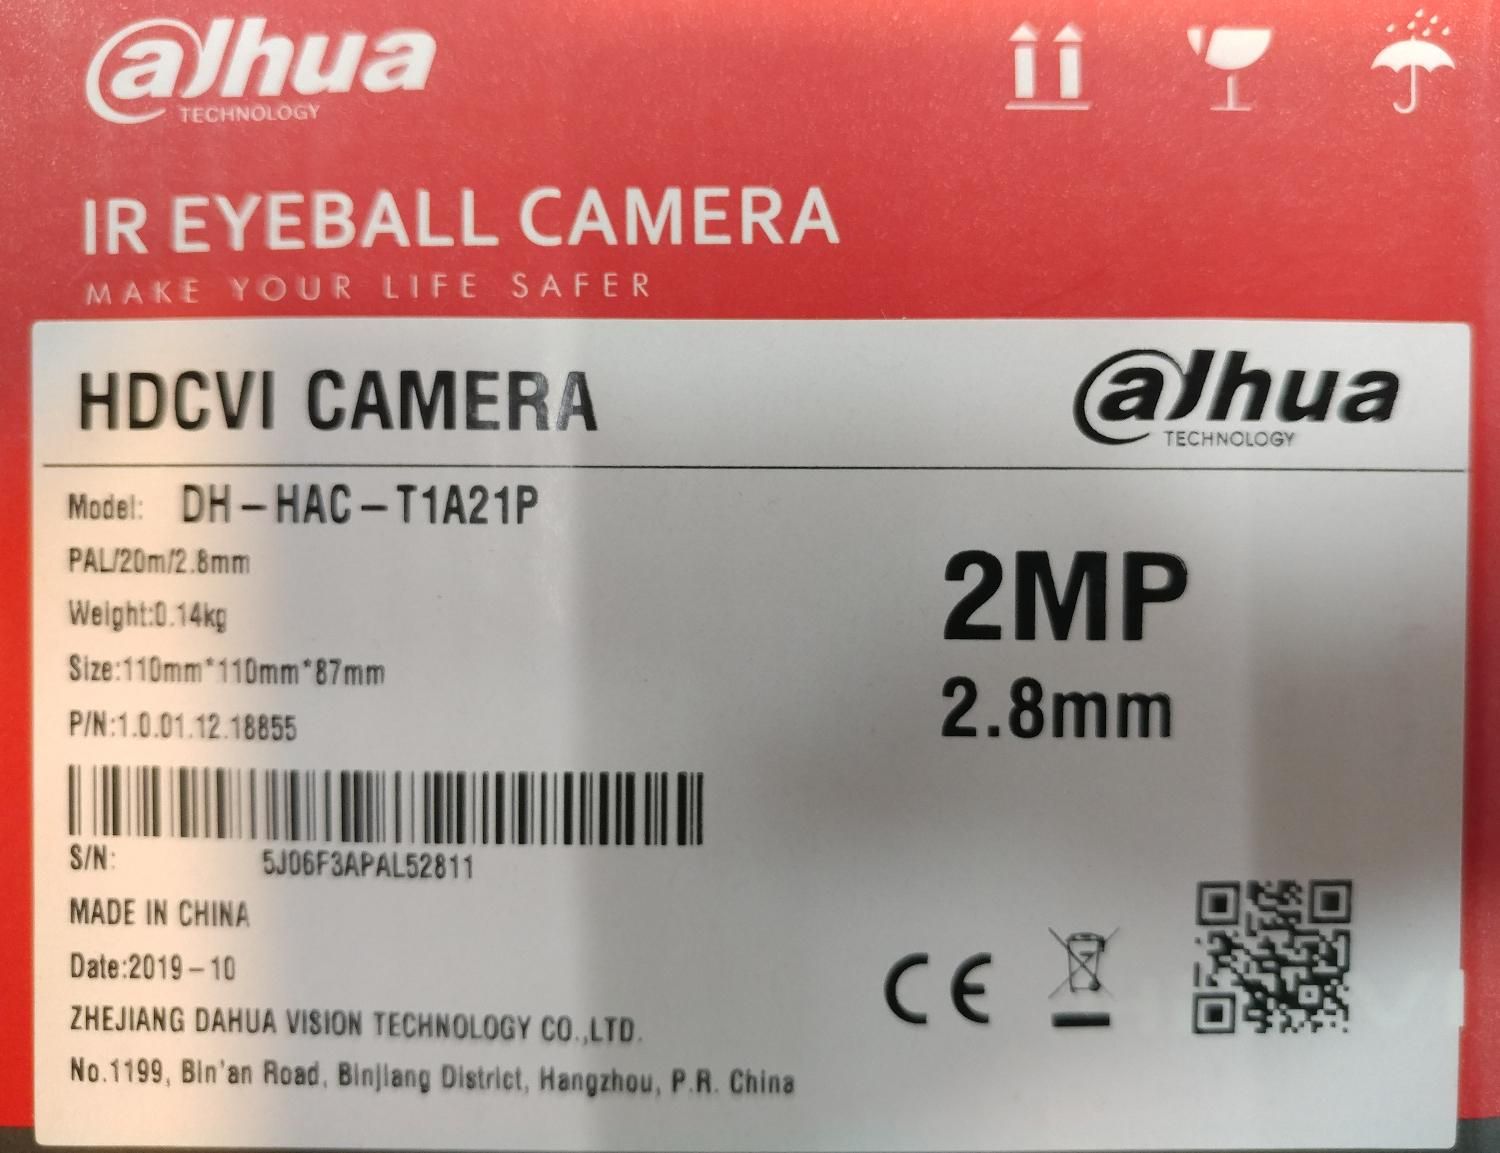 alhua
TECHNOLOGY
IR EYEBALL CAMERA
MAKE YOUR LIFE SAFER
HDCVI CAMERA
alhua
TECHNOLOGY
Model: DH-HAC-T1A21P
PAL/20m/2.8mm
Weight:0.14kg
Size:110mm*110mm*87mm
P/N:1.0.01.12.18855
2MP
2.8mm
S/N: 5J06F3APAL52811
MADE IN CHINA
Date:2019-10
ZHEJIANG DAHUA VISION TECHNOLOGY CO.,LTD.
No.1199, Bin'an Road, Binjiang District, Hangzhou, P.R. China
CE